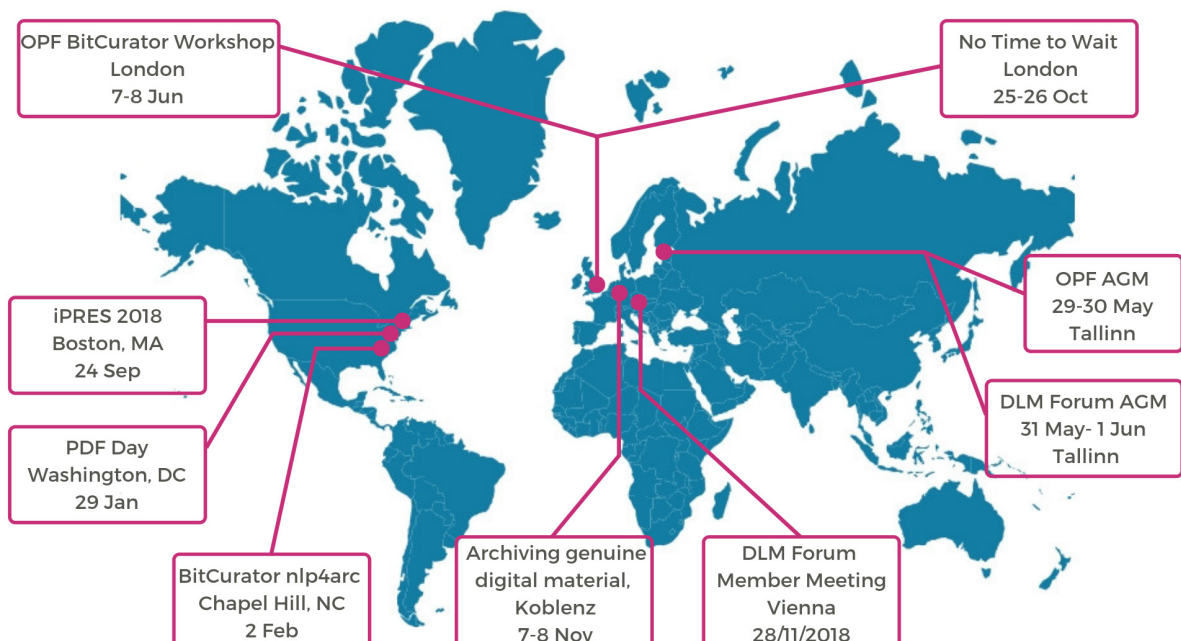 OPF BitCurator Workshop
London
7-8 Jun
No Time to Wait
London
25-26 Oct
iPRES 2018
Boston, MA
24 Sep
OPF AGM
29-30 May
Tallinn
PDF Day
Washington, DC
29 Jan
DLM Forum AGM
31 May- 1 Jun
Tallinn
BitCurator nlp4arc
Chapel Hill, NC
2 Feb
Archiving genuine
digital material,
Koblenz
7-8 Nov
DLM Forum
Member Meeting
Vienna
28/11/2018